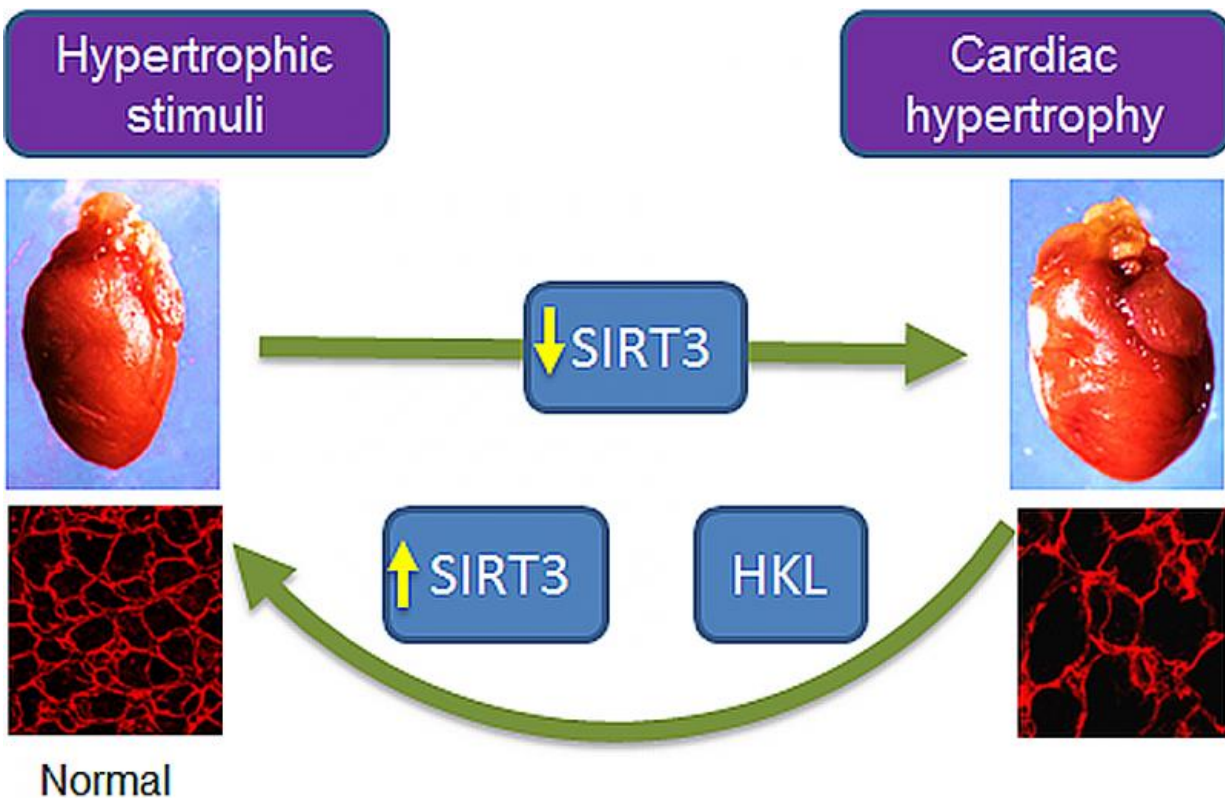 Hypertrophic
stimuli
Cardiac
hypertrophy
SIRT3
SIRT3
HKL
Normal